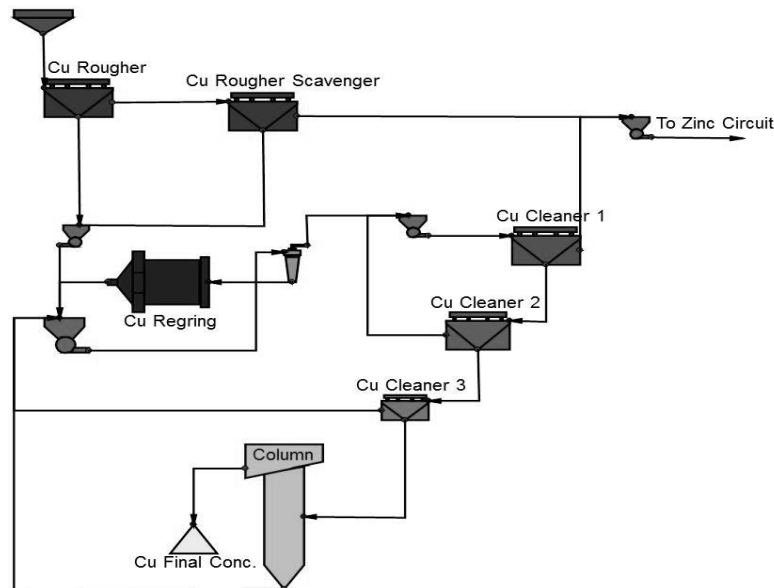 Cu Rougher
Cu Rougher Scavenger
To Zinc Circuit
Cu Cleaner 1
Cu Regring
Cu Cleaner 2
Cu Cleaner 3
Column
Cu Final Conc.